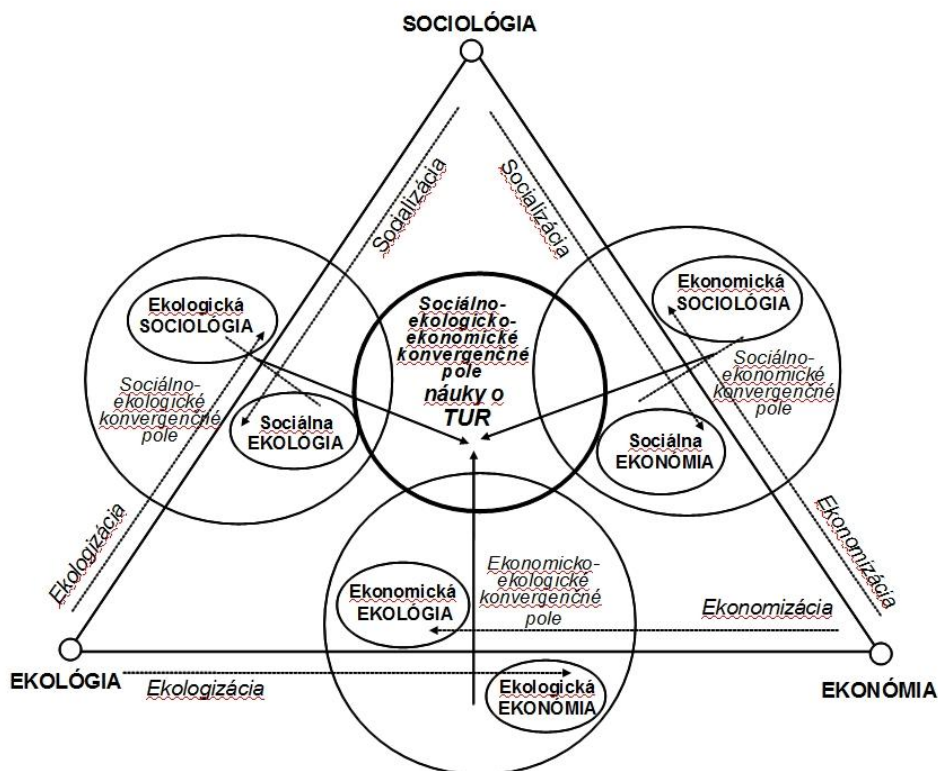 SOCIOLÓGIA
Socializácia
Socializácia
Ekologická
SOCIOLÓGIA
Sociálno-
ekologické
konvergenčné
pole
Sociálna
EKOLÓGIA
Sociálno-
ekologicko-
ekonomické
konvergenčné
pole
náuky o
TUR
Ekonomická
SOCIOLÓGIA
Sociálno-
ekonomické
konvergenčné
pole
Sociálna
EKONÓMIA
Ekologizácia
Ekonomizácia
Ekonomicko-
ekologické
konvergenčné
pole
Ekonomická
EKOLÓGIA
Ekonomizácia
EKOLÓGIA
Ekologizácia
Ekologická
EKONÓMIA
EKONÓMIA